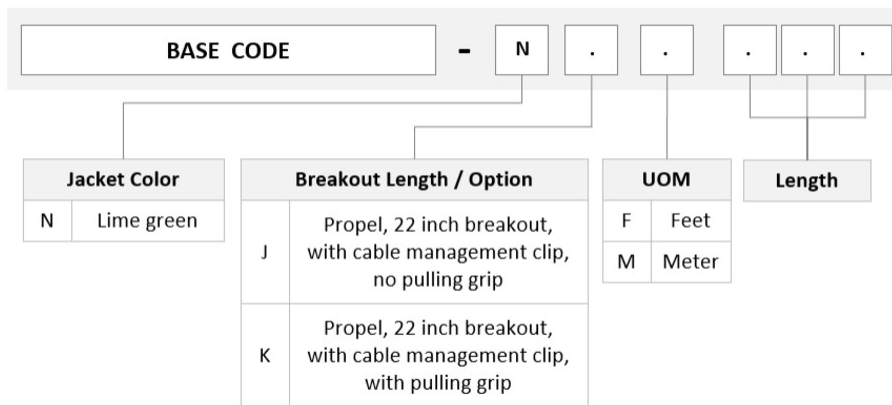 BASE CODE - N . . . . .
Jacket Color
N Lime green
Breakout Length / Option
J
Propel, 22 inch breakout,
with cable management clip,
no pulling grip
K
Propel, 22 inch breakout,
with cable management clip,
with pulling grip
UOM
F Feet
M Meter
Length